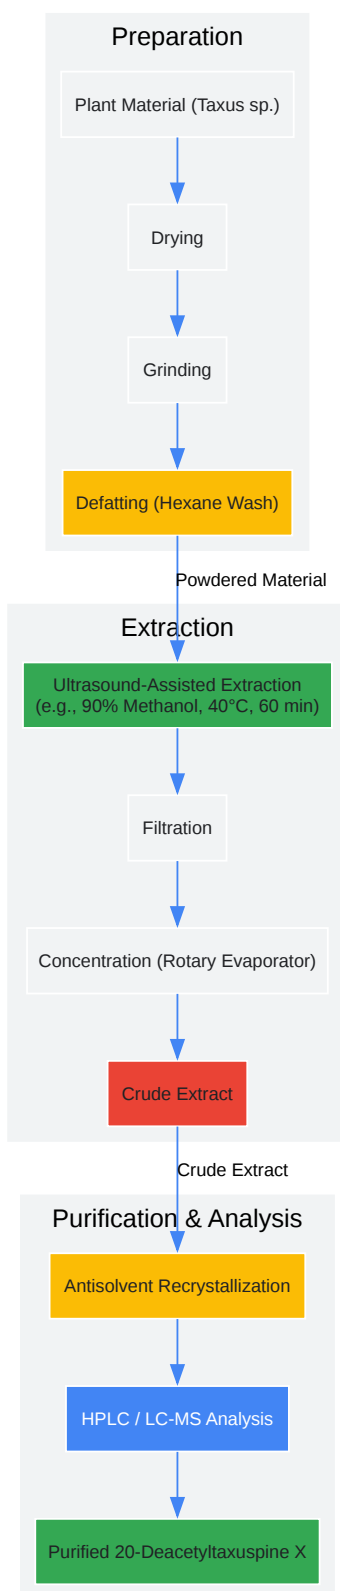 Preparation
Plant Material (Taxus sp.)
Drying
Grinding
Defatting (Hexane Wash)
Powdered Material
Extraction
Ultrasound-Assisted Extraction
(e.g., 90% Methanol, 40°C, 60 min)
Filtration
Concentration (Rotary Evaporator)
Crude Extract
Crude Extract
Purification & Analysis
Antisolvent Recrystallization
HPLC / LC-MS Analysis
Purified 20-Deacetyltaxuspine X